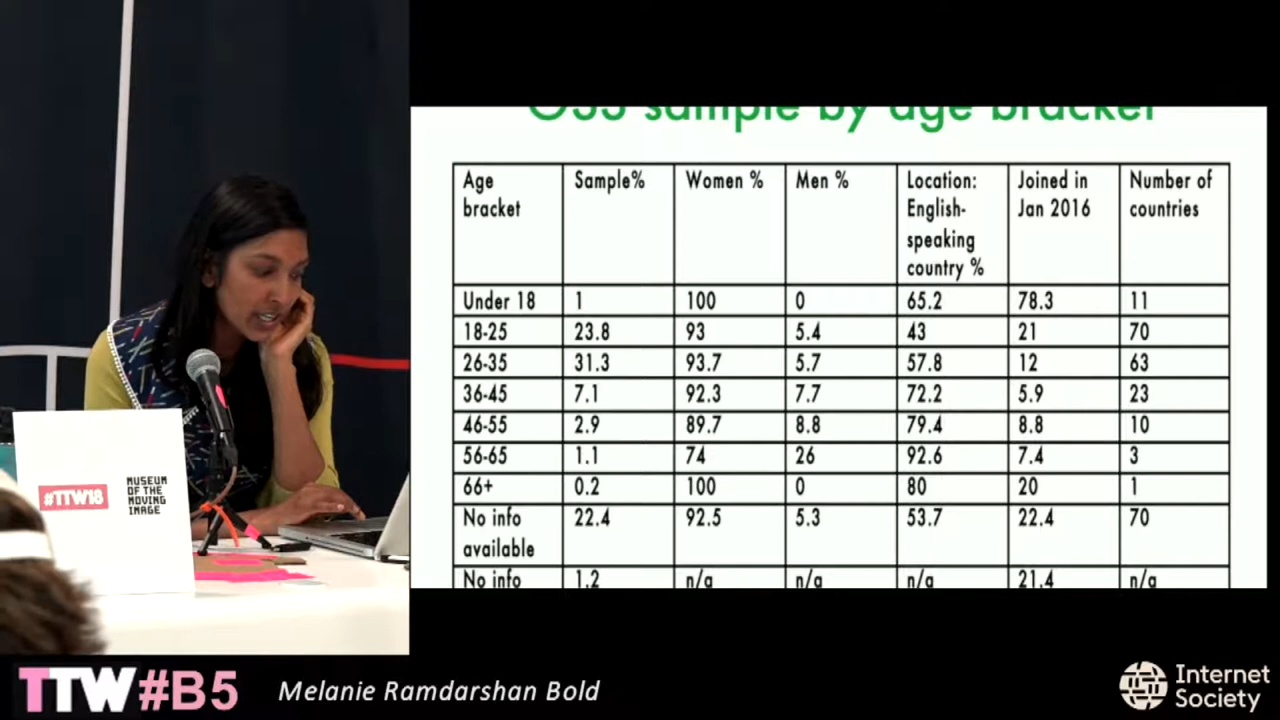 OSS sample by age bracket
Age bracket Sample% Women % Men % Location: English-speaking country % Joined in Jan 2016 Number of countries
Under 18 1 100 0 65.2 78.3 11
18-25 23.8 93 5.4 43 21 70
26-35 31.3 93.7 5.7 57.8 12 63
36-45 7.1 92.3 7.7 72.2 5.9 23
46-55 2.9 89.7 8.8 79.4 8.8 10
56-65 1.1 74 26 92.6 7.4 3
66+ 0.2 100 0 80 20 1
No info available 22.4 92.5 5.3 53.7 22.4 70
No info 1.2 n/a n/a n/a 21.4 n/a
#TTW18
MUSEUM
OF THE
MOVING
IMAGE
TTW#B5
Melanie Ramdarshan Bold
Internet
Society